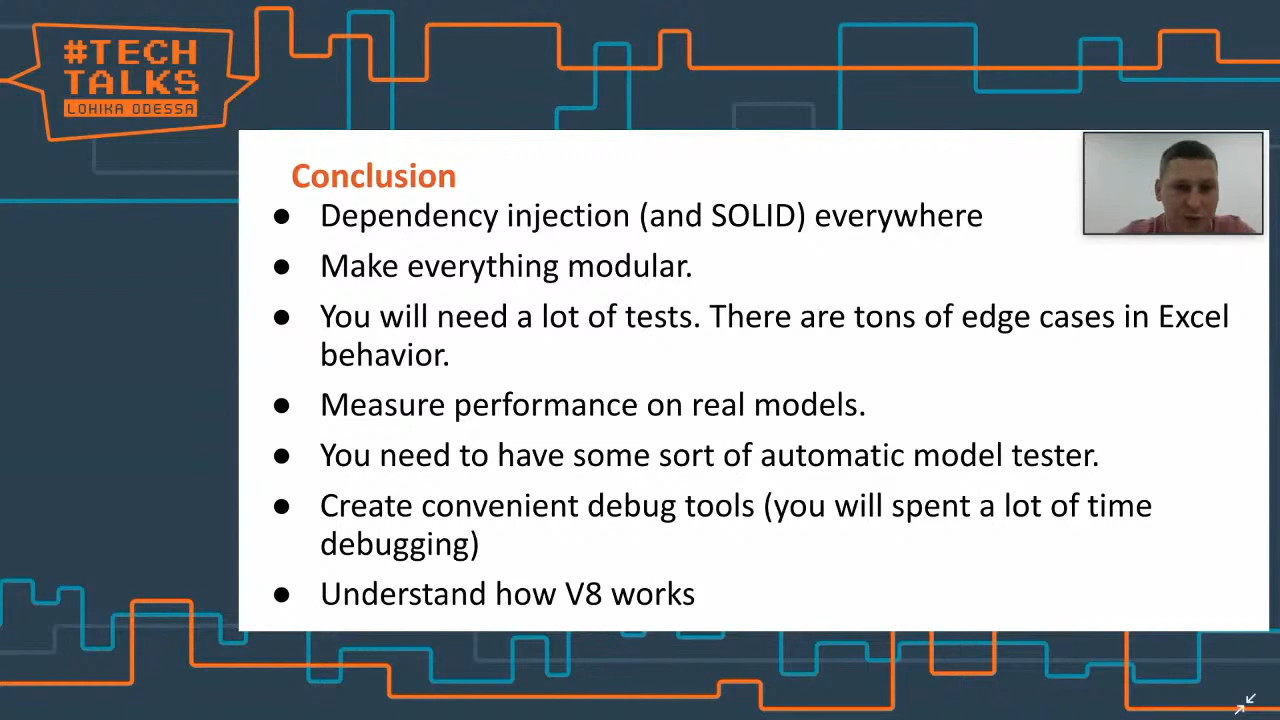 #TECH
TALKS
LOHIKA ODESSA
Conclusion
● Dependency injection (and SOLID) everywhere
● Make everything modular.
● You will need a lot of tests. There are tons of edge cases in Excel
behavior.
● Measure performance on real models.
● You need to have some sort of automatic model tester.
● Create convenient debug tools (you will spent a lot of time
debugging)
● Understand how V8 works